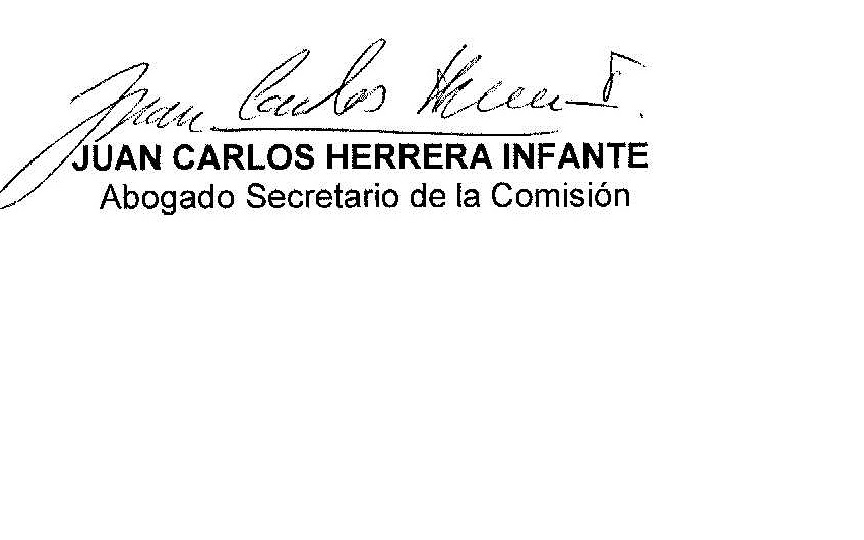 Juan Carlos Herrera I.
JUAN CARLOS HERRERA INFANTE
Abogado Secretario de la Comisión